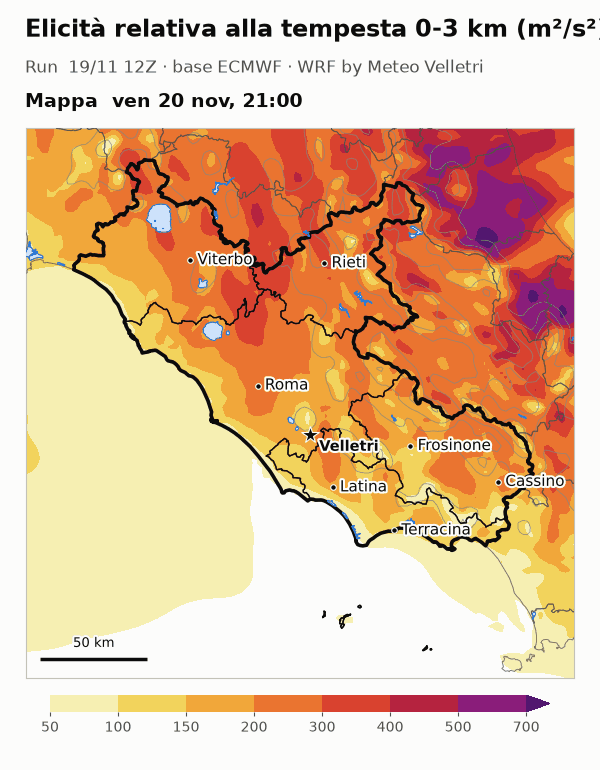 Elicità relativa alla tempesta 0-3 km (m²/s²)
Run 19/11 12Z · base ECMWF · WRF by Meteo Velletri
Mappa ven 20 nov, 21:00
Viterbo
Rieti
Roma
Velletri
Frosinone
Latina
Cassino
Terracina
50 km
50 100 150 200 300 400 500 700